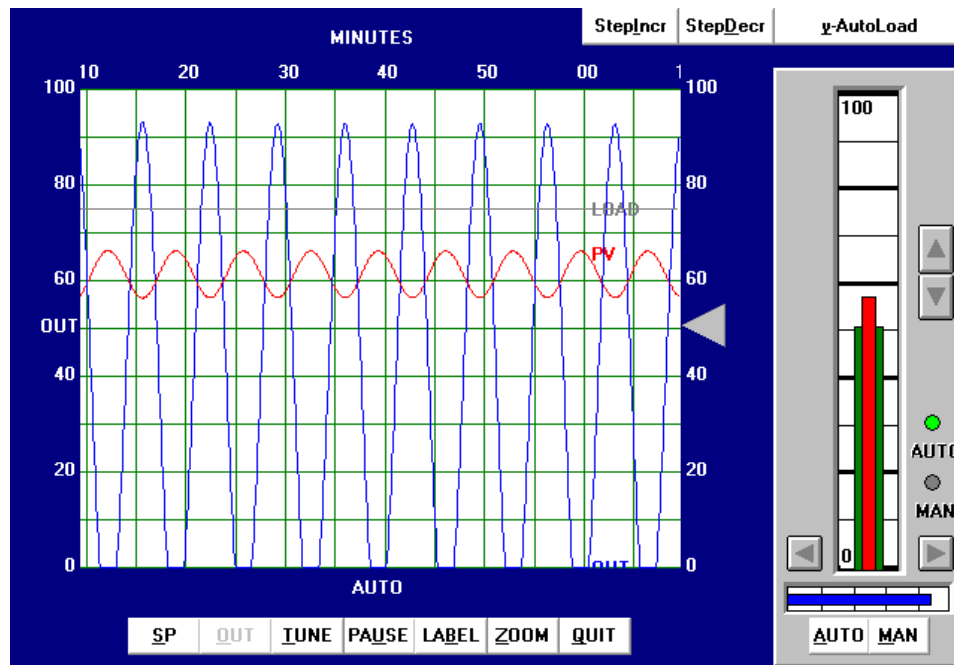 StepIncr StepDecr y-AutoLoad
MINUTES
10 20 30 40 50 00 1
100 100 100
80 80
LOAD
PV
60 60
OUT
40 40
AUTO
20 20
MAN
0 OUT 0 0
AUTO
SP OUT TUNE PAUSE LABEL ZOOM QUIT AUTO MAN